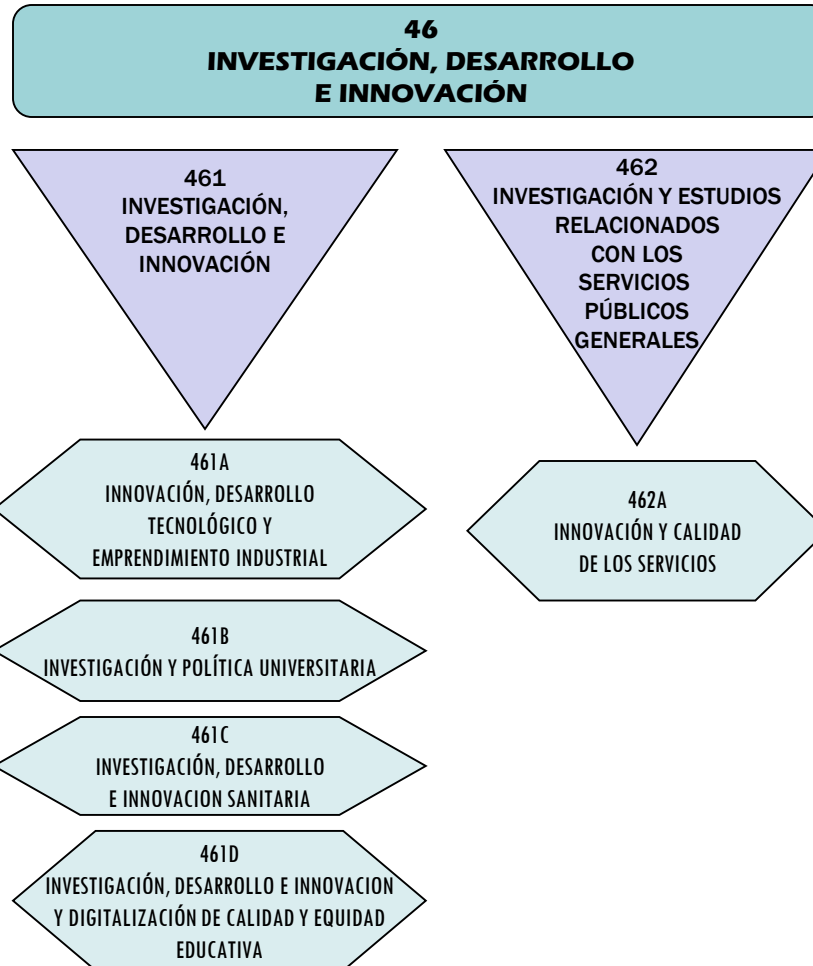 46
INVESTIGACIÓN, DESARROLLO
E INNOVACIÓN
461
INVESTIGACIÓN,
DESARROLLO E
INNOVACIÓN
462
INVESTIGACIÓN Y ESTUDIOS
RELACIONADOS
CON LOS
SERVICIOS
PÚBLICOS
GENERALES
461A
INNOVACIÓN, DESARROLLO
TECNOLÓGICO Y
EMPRENDIMIENTO INDUSTRIAL
462A
INNOVACIÓN Y CALIDAD
DE LOS SERVICIOS
461B
INVESTIGACIÓN Y POLÍTICA UNIVERSITARIA
461C
INVESTIGACIÓN, DESARROLLO
E INNOVACION SANITARIA
461D
INVESTIGACIÓN, DESARROLLO E INNOVACION
Y DIGITALIZACIÓN DE CALIDAD Y EQUIDAD
EDUCATIVA